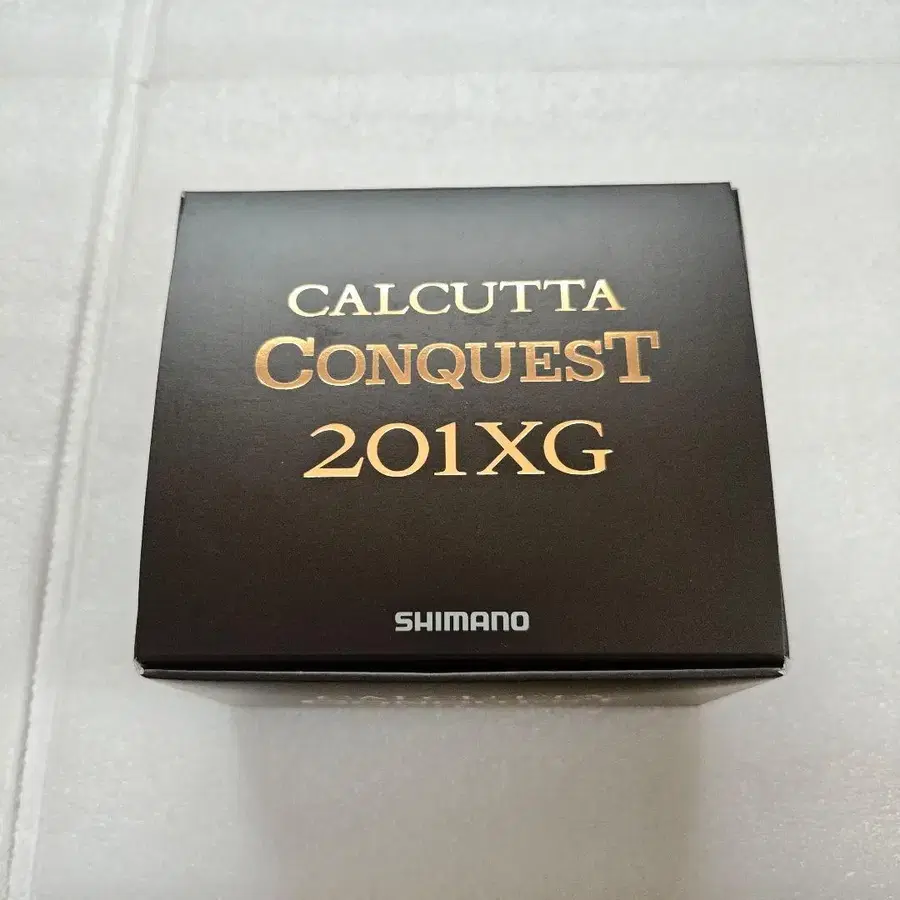 CALCUTTA
CONQUEST
201XG
SHIMANO